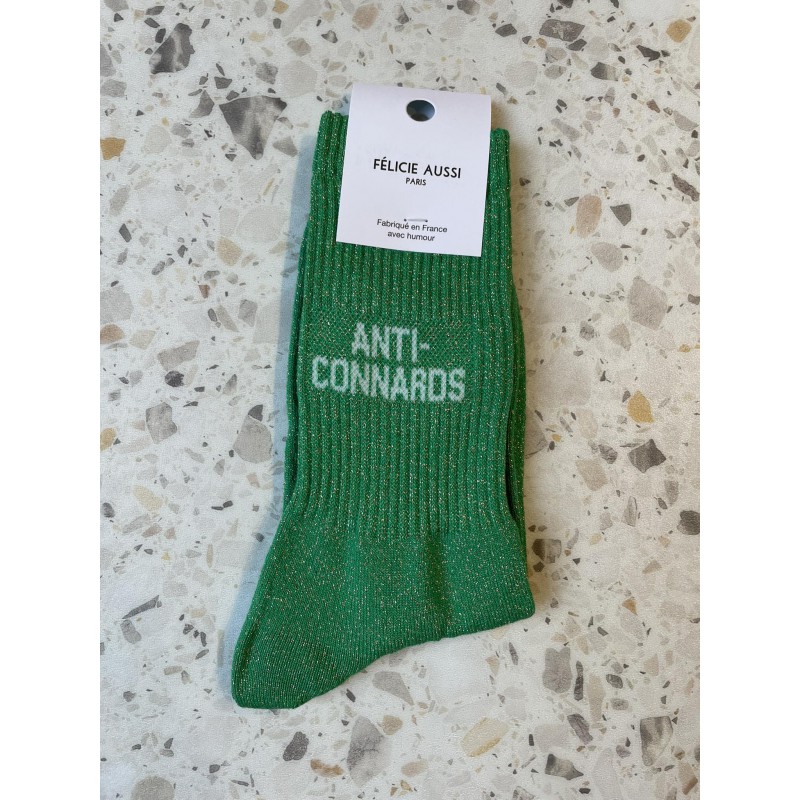 FÉLICIE AUSSI
PARIS
Fabriqué en France
avec humour
ANTI-
CONNARDS